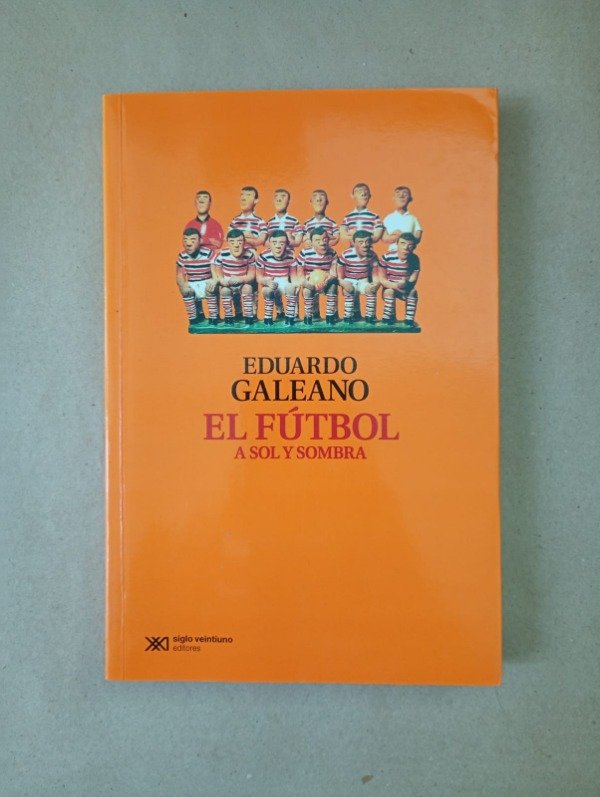 EDUARDO
GALEANO
EL FÚTBOL
A SOL Y SOMBRA
siglo veintiuno
editores